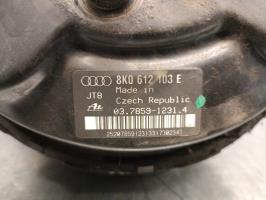 8K0 612 103 E
JT8 Made in
Czech Republic
03.7859-1231.4